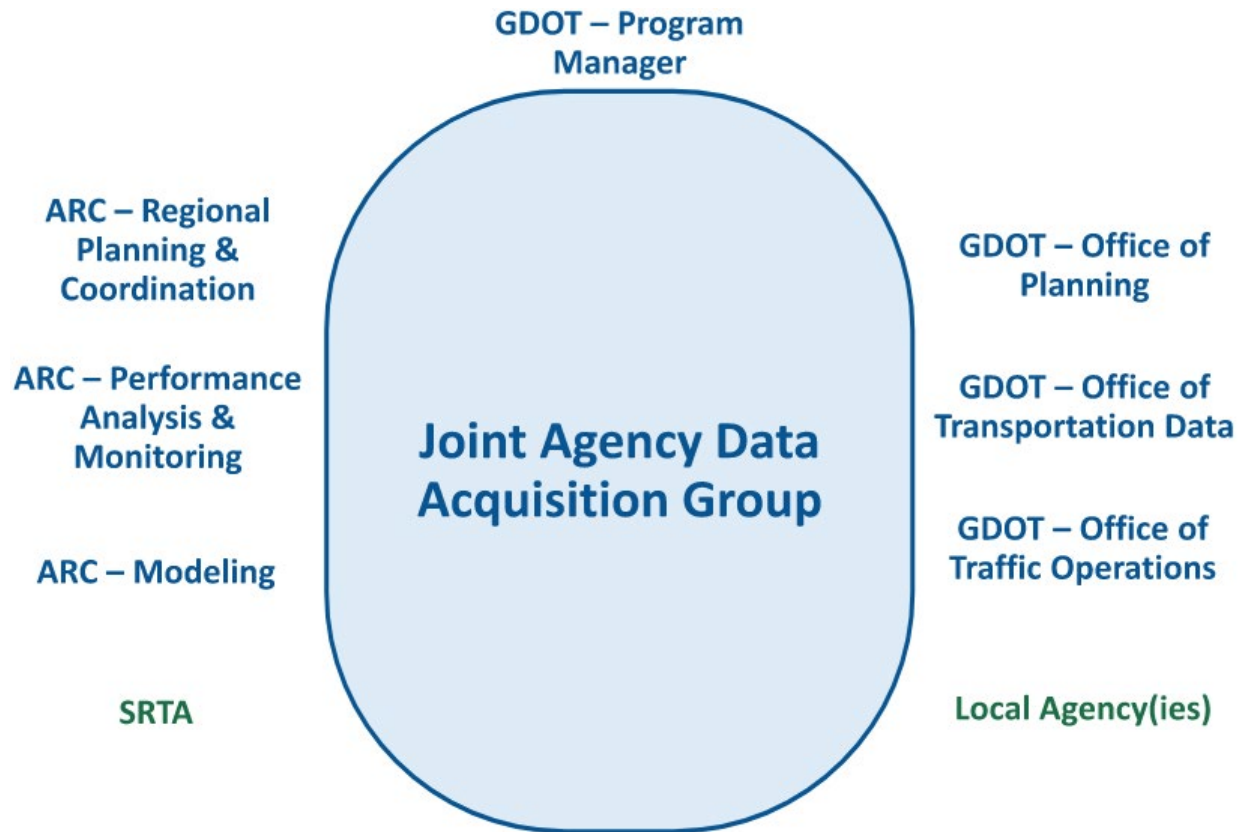 GDOT – Program
Manager
ARC – Regional
Planning &
Coordination
ARC – Performance
Analysis &
Monitoring
ARC – Modeling
SRTA
Joint Agency Data
Acquisition Group
GDOT – Office of
Planning
GDOT – Office of
Transportation Data
GDOT – Office of
Traffic Operations
Local Agency(ies)